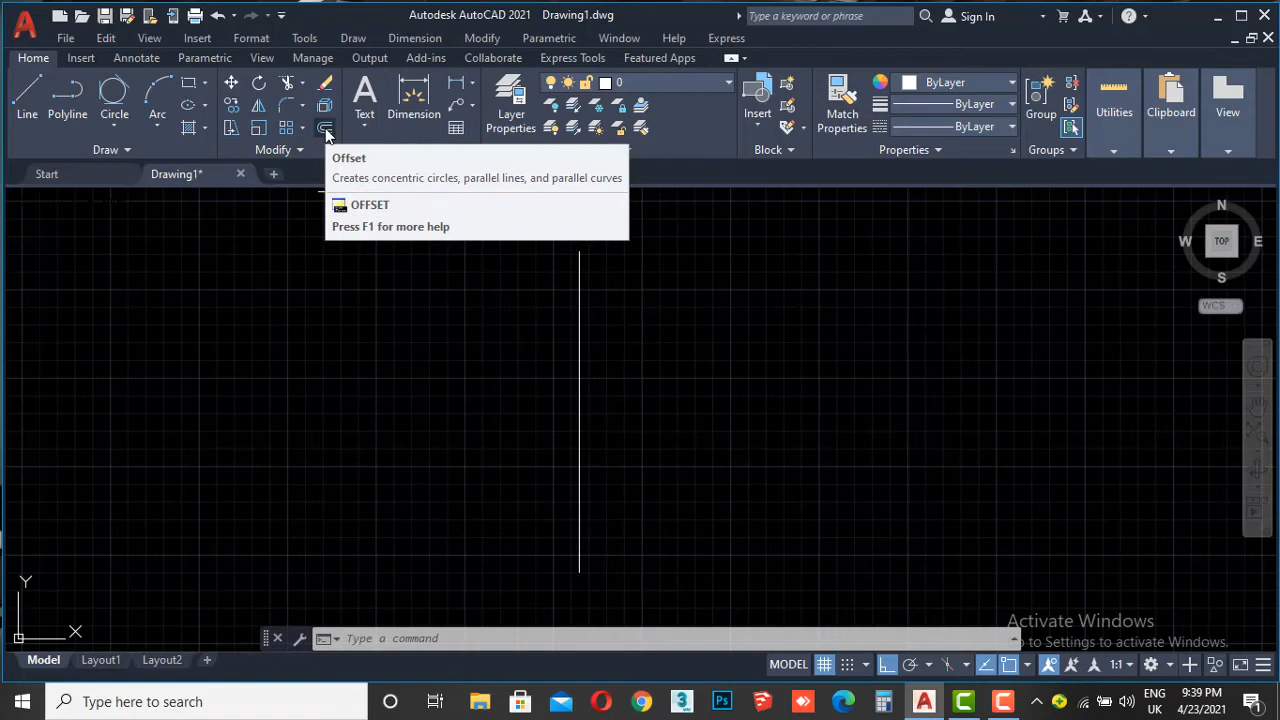 Autodesk AutoCAD 2021 Drawing1.dwg
Type a keyword or phrase
Sign In
File Edit View Insert Format Tools Draw Dimension Modify Parametric Window Help Express
Home Insert Annotate Parametric View Manage Output Add-ins Collaborate Express Tools Featured Apps
0
ByLayer
ByLayer
ByLayer
Line Polyline Circle Arc
Text Dimension
Layer
Properties
Insert
Match
Properties
Group
Utilities Clipboard View
Draw Modify Block Properties Groups
Start Drawing1*
Offset
Creates concentric circles, parallel lines, and parallel curves
OFFSET
Press F1 for more help
N
W TOP E
S
WCS
Y
X
Type a command
Activate Windows
Go to Settings to activate Windows.
Model Layout1 Layout2
MODEL
1:1
Type here to search
ENG
UK
9:39 PM
4/23/2021
1